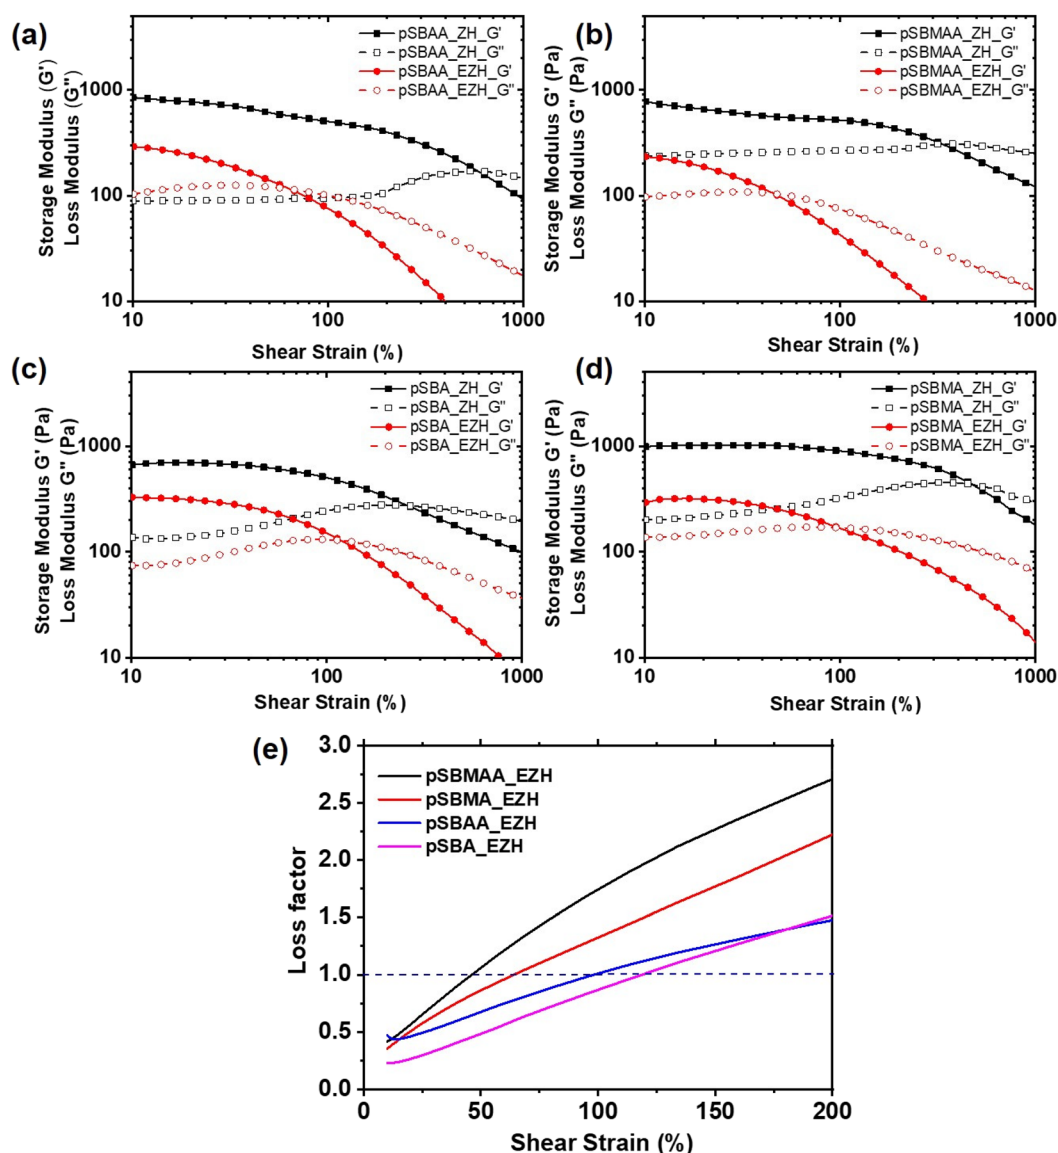 (a)
Storage Modulus (G')
Loss Modulus (G'')
1000
100
10
pSBAA_ZH_G'
pSBAA_ZH_G"
pSBAA_EZH_G'
pSBAA_EZH_G"
10 100 1000
Shear Strain (%)
(b)
Storage Modulus G' (Pa)
Loss Modulus G" (Pa)
1000
100
10
pSBMAA_ZH_G'
pSBMAA_ZH_G"
pSBMAA_EZH_G'
pSBMAA_EZH_G"
10 100 1000
Shear Strain (%)
(c)
Storage Modulus G' (Pa)
Loss Modulus G" (Pa)
1000
100
10
pSBA_ZH_G'
pSBA_ZH_G"
pSBA_EZH_G'
pSBA_EZH_G"
10 100 1000
Shear Strain (%)
(d)
Storage Modulus G' (Pa)
Loss Modulus G" (Pa)
1000
100
10
pSBMA_ZH_G'
pSBMA_ZH_G"
pSBMA_EZH_G'
pSBMA_EZH_G"
10 100 1000
Shear Strain (%)
(e)
Loss factor
3.0
2.5
2.0
1.5
1.0
0.5
0.0
pSBMAA_EZH
pSBMA_EZH
pSBAA_EZH
pSBA_EZH
0 50 100 150 200
Shear Strain (%)